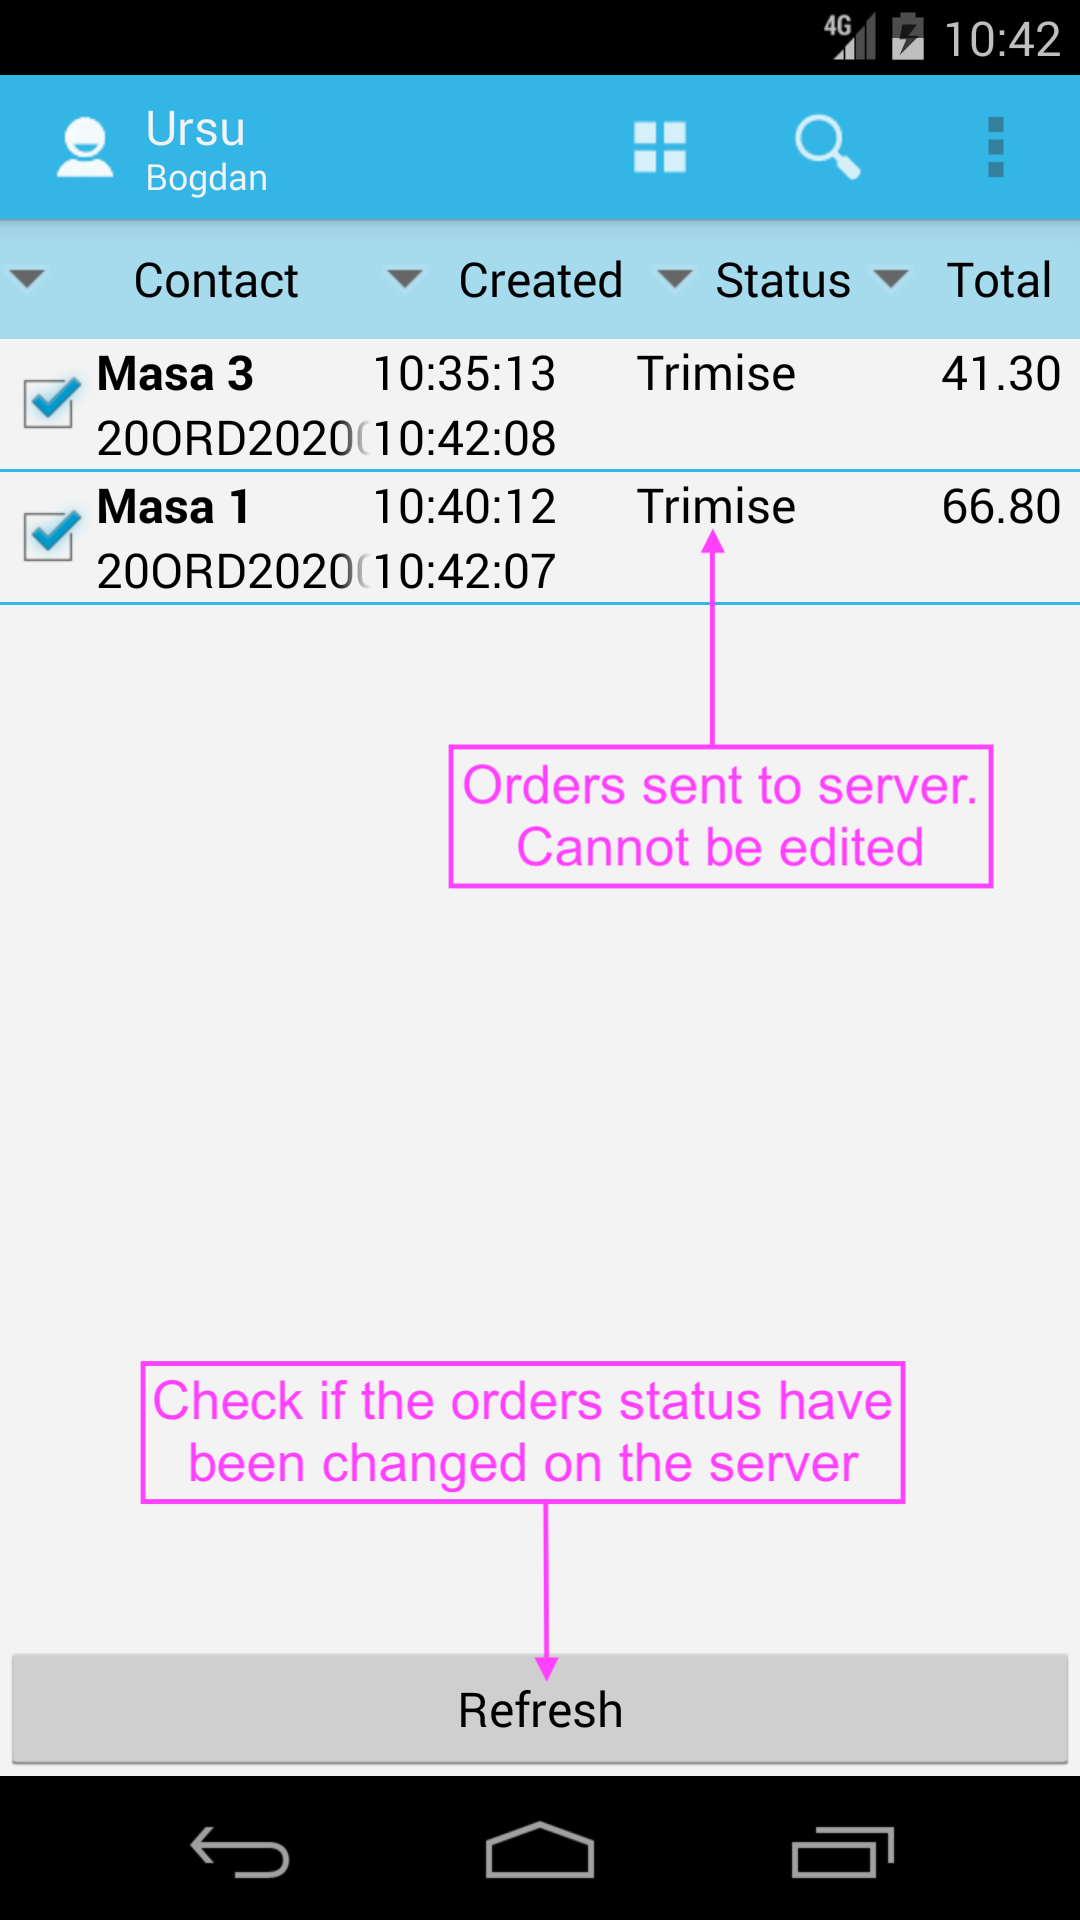 4G 10:42
Ursu
Bogdan
Contact Created Status Total
Masa 3 10:35:13 Trimise 41.30
20ORD2020 10:42:08
Masa 1 10:40:12 Trimise 66.80
20ORD2020 10:42:07
Orders sent to server.
Cannot be edited
Check if the orders status have
been changed on the server
Refresh